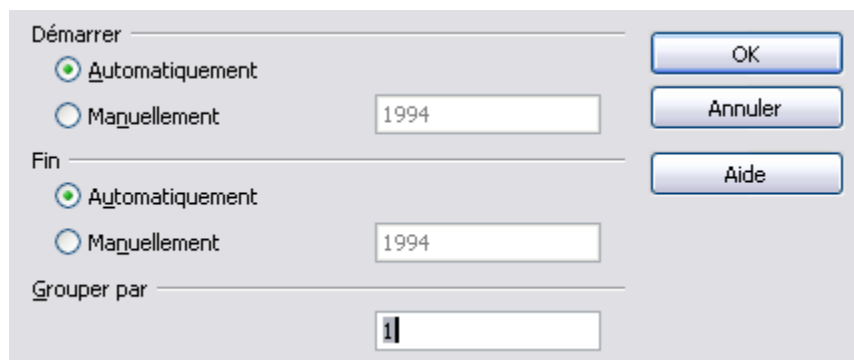 Démarrer
OK
Automatiquement
Manuellement
1994
Annuler
Fin
Aide
Automatiquement
Manuellement
1994
Grouper par
1